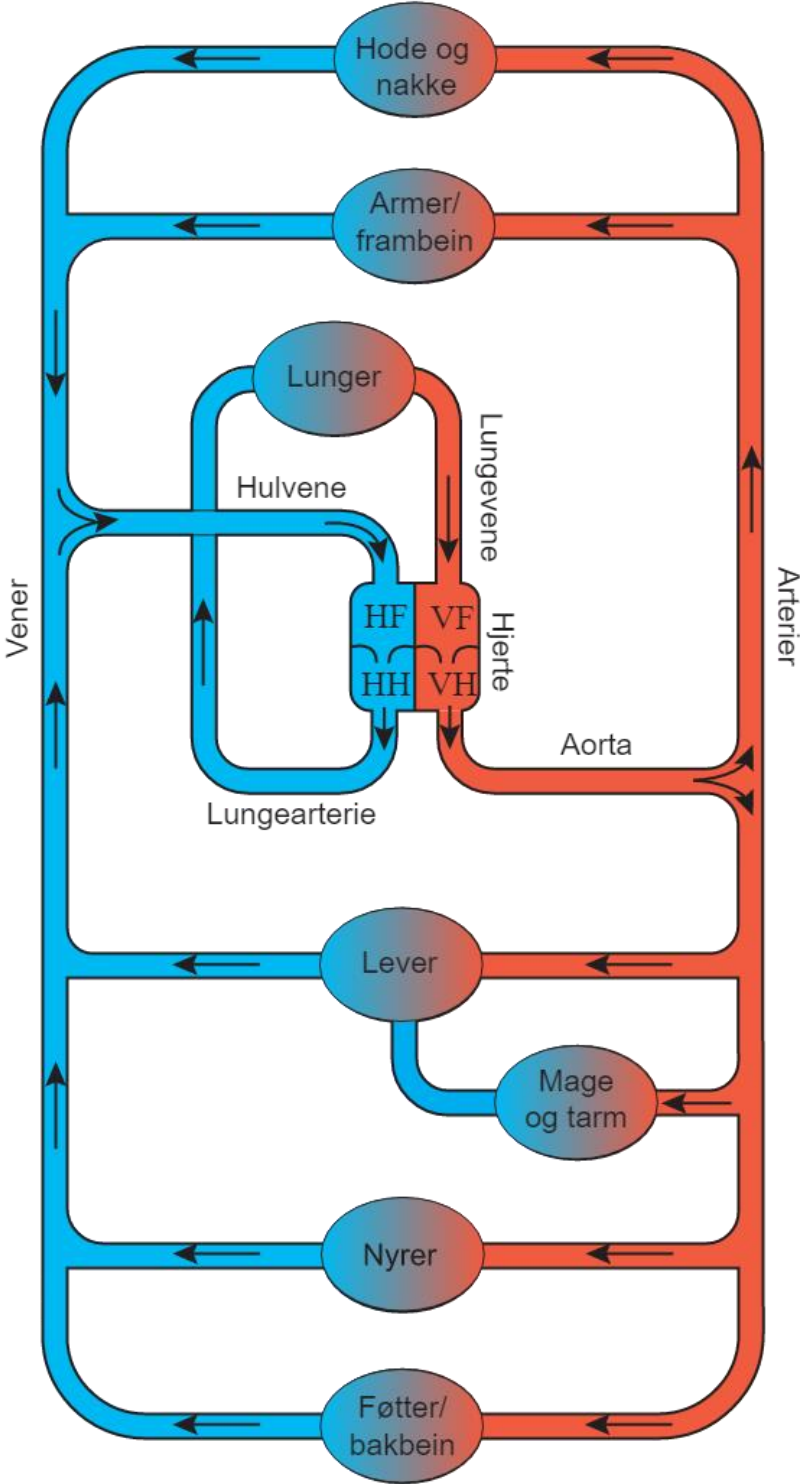 Hode og
nakke
Armer/
frambein
Lunger
Lungevene
Hulvene
Vener
HF
VF
Hjerte
Arterier
HH
VH
Aorta
Lungearterie
Lever
Mage
og tarm
Nyrer
Føtter/
bakbein